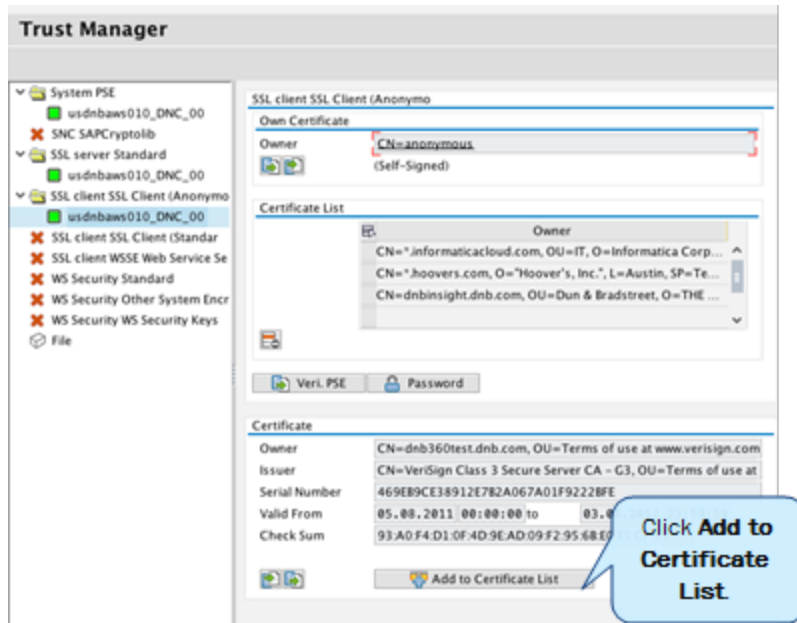 Trust Manager
System PSE
usdnbaws010_DNC_00
SNC SAPCryptolib
SSL server Standard
usdnbaws010_DNC_00
SSL client SSL Client (Anonymo
usdnbaws010_DNC_00
SSL client SSL Client (Standar
SSL client WSSE Web Service Se
WS Security Standard
WS Security Other System Encr
WS Security WS Security Keys
File
SSL client SSL Client (Anonymo
Own Certificate
Owner CN=anonymous
(Self-Signed)
Certificate List
Owner
CN=*.informaticacloud.com, OU=IT, O=Informatica Corp...
CN=*.hoovers.com, O="Hoover's, Inc.", L=Austin, SP=Te...
CN=dnbinsight.dnb.com, OU=Dun & Bradstreet, O=THE ...
Veri. PSE Password
Certificate
Owner CN=dnb360test.dnb.com, OU=Terms of use at www.verisign.com
Issuer CN=VeriSign Class 3 Secure Server CA - G3, OU=Terms of use at
Serial Number 469EB9CE38912E7B2A067A01F9222BFE
Valid From 05.08.2011 00:00:00 to 03.
Check Sum 93:A0:F4:D1:0F:4D:9E:AD:09:F2:95:68:E0
Add to Certificate List
Click Add to
Certificate
List.